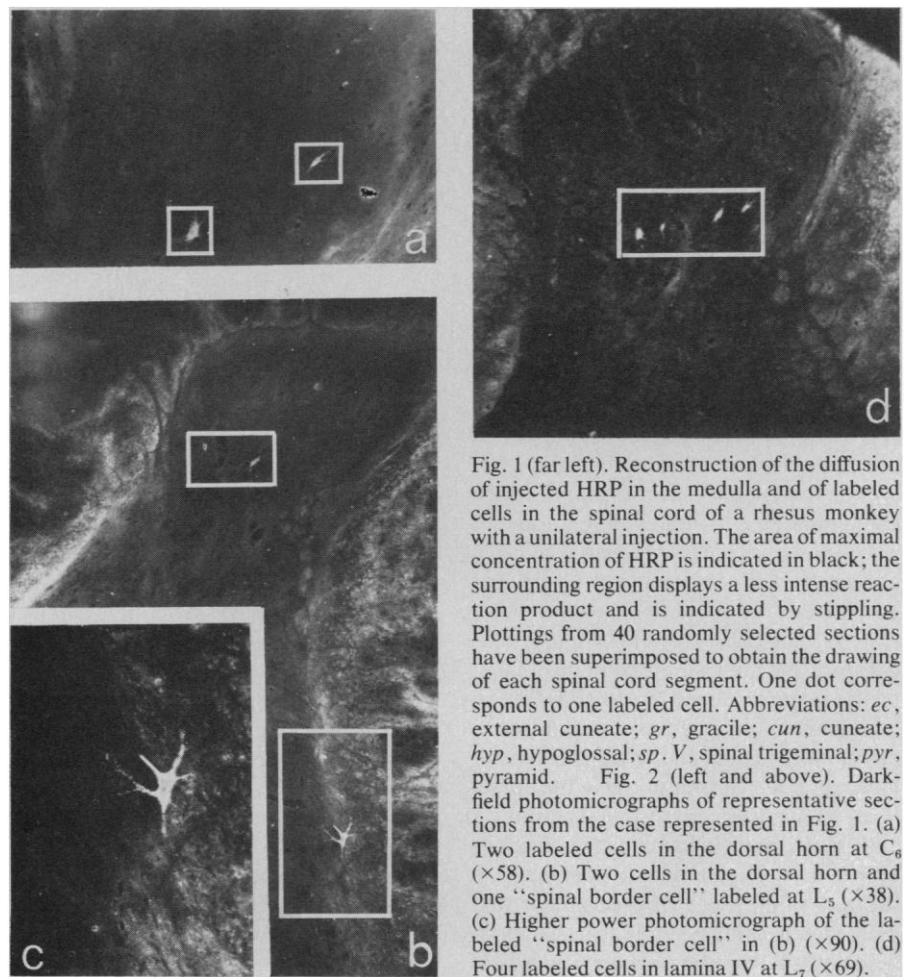 a
d
b
c
Fig. 1 (far left). Reconstruction of the diffusion
of injected HRP in the medulla and of labeled
cells in the spinal cord of a rhesus monkey
with a unilateral injection. The area of maximal
concentration of HRP is indicated in black; the
surrounding region displays a less intense reac-
tion product and is indicated by stippling.
Plottings from 40 randomly selected sections
have been superimposed to obtain the drawing
of each spinal cord segment. One dot corre-
sponds to one labeled cell. Abbreviations: ec,
external cuneate; gr, gracile; cun, cuneate;
hyp, hypoglossal; sp. V, spinal trigeminal; pyr,
pyramid. Fig. 2 (left and above). Dark-
field photomicrographs of representative sec-
tions from the case represented in Fig. 1. (a)
Two labeled cells in the dorsal horn at C₆
(×58). (b) Two cells in the dorsal horn and
one “spinal border cell” labeled at L₅ (×38).
(c) Higher power photomicrograph of the la-
beled “spinal border cell” in (b) (×90). (d)
Four labeled cells in lamina IV at L₇ (×69).